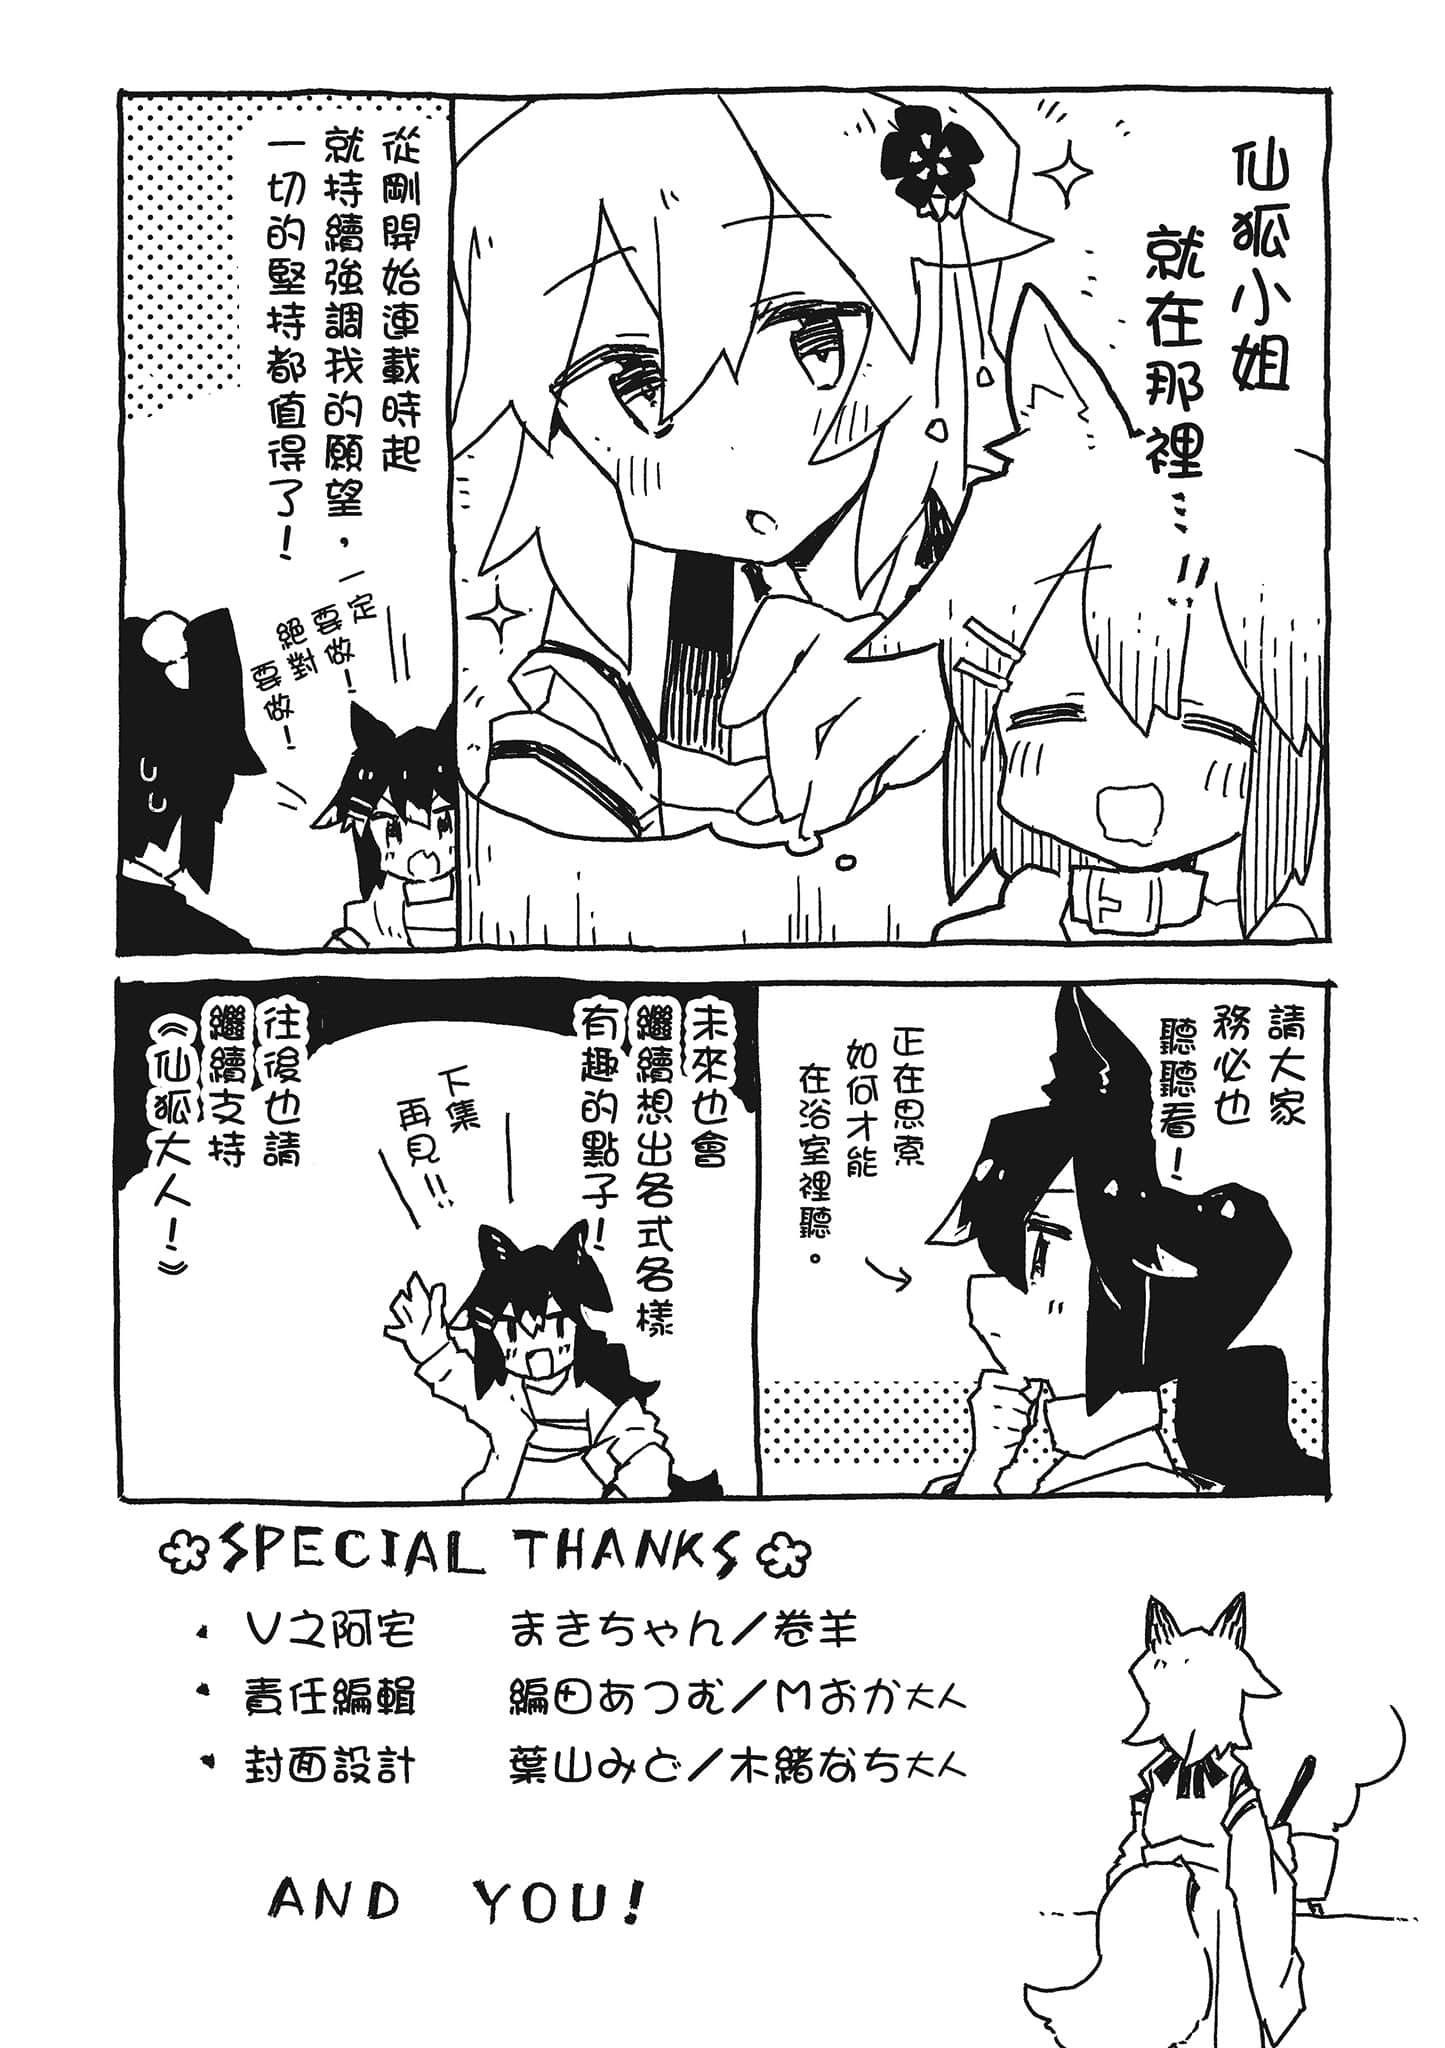 仙狐小姐
就在那裡…!!
從剛開始連載時起
就持續強調我的願望，
一切的堅持都值得了！
一定
要做！
絕對
要做！
請大家
務必也
聽聽看！
正在思索
如何才能
在浴室裡聽。
未來也會
繼續想出各式各樣
有趣的點子！
下集
再見!!
往後也請
繼續支持
《仙狐大人！》
SPECIAL THANKS
・V之阿宅 まきちゃん／卷羊
・責任編輯 編田あつむ／Mおか大人
・封面設計 葉山みど／木緒なち大人
AND YOU!